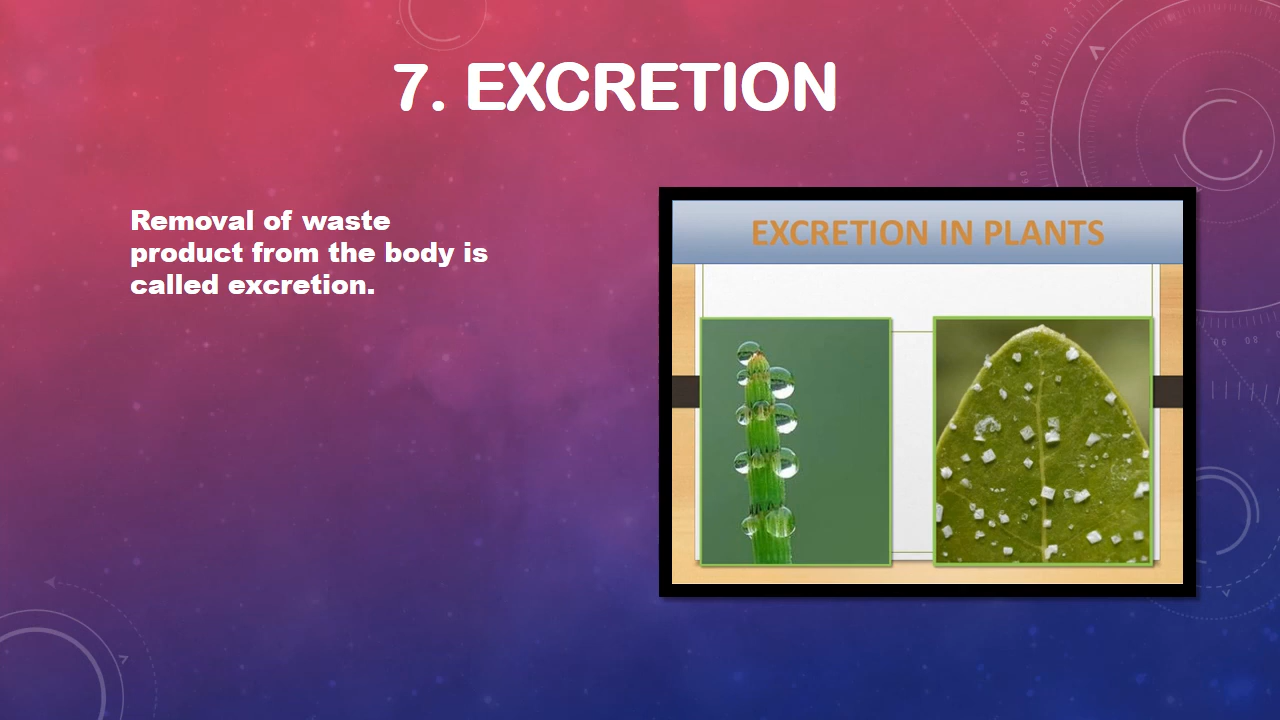 7. EXCRETION
Removal of waste
product from the body is
called excretion.
EXCRETION IN PLANTS